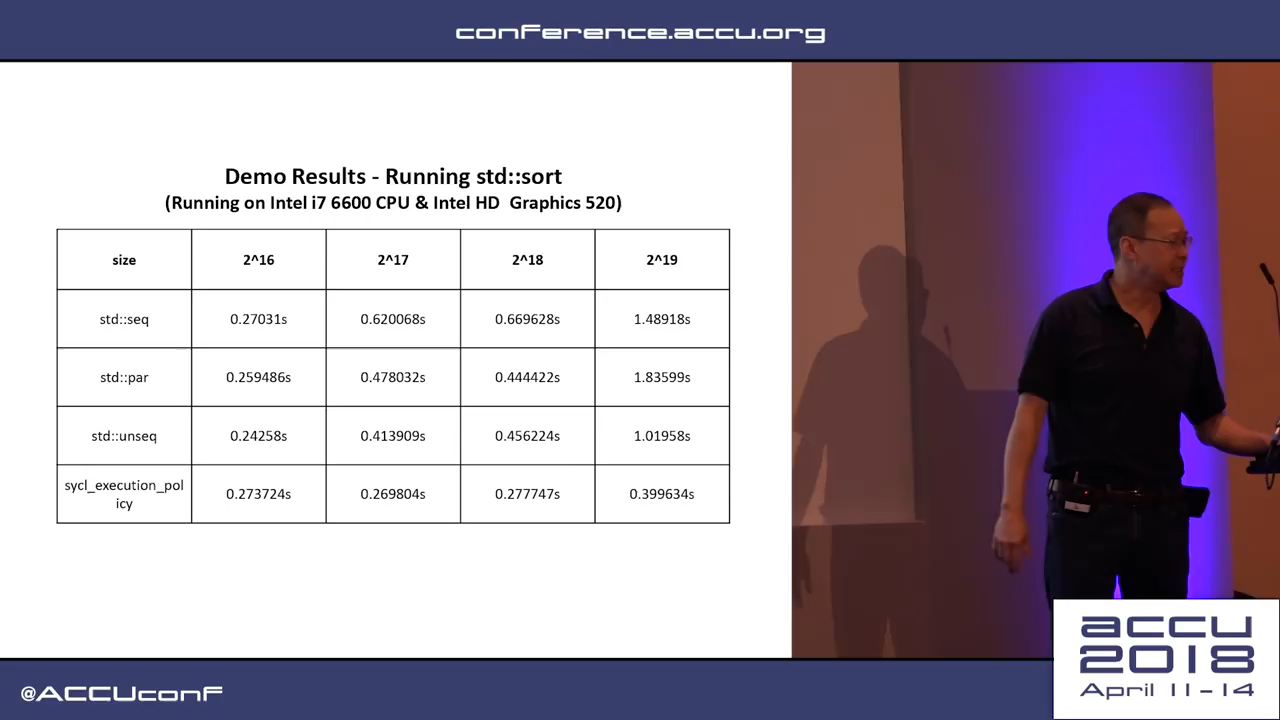 conference.accu.org
Demo Results - Running std::sort
(Running on Intel i7 6600 CPU & Intel HD Graphics 520)
size 2^16 2^17 2^18 2^19
std::seq 0.27031s 0.620068s 0.669628s 1.48918s
std::par 0.259486s 0.478032s 0.444422s 1.83599s
std::unseq 0.24258s 0.413909s 0.456224s 1.01958s
sycl_execution_pol
icy 0.273724s 0.269804s 0.277747s 0.399634s
accu
2018
April 11-14
@ACCUconf